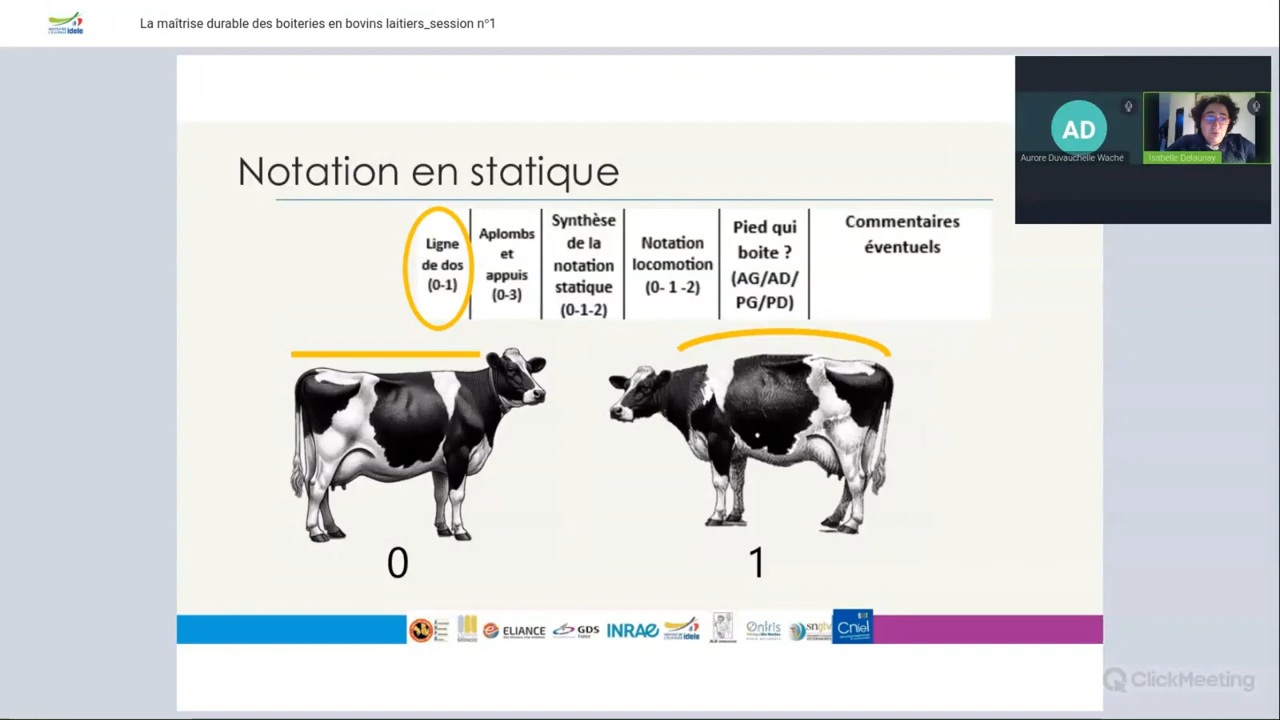 La maîtrise durable des boiteries en bovins laitiers_session n°1
idele
AD
Aurore Duvauchelle Waché
Isabelle Delaunay
Notation en statique
Ligne
de dos
(0-1)
Aplombs
et
appuis
(0-3)
Synthèse
de la
notation
statique
(0-1-2)
Notation
locomotion
(0- 1 -2)
Pied qui
boite ?
(AG/AD/
PG/PD)
Commentaires
éventuels
0
1
ELIANCE
GDS
France
INRAE
idele
Oniris
sngtv
Cniel
ClickMeeting